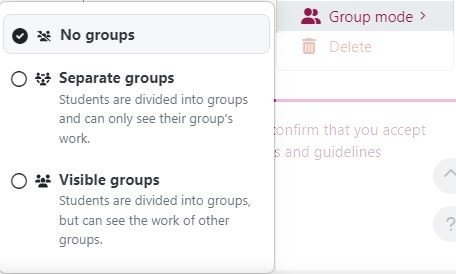 No groups
Separate groups
Students are divided into groups
and can only see their group's
work.
Visible groups
Students are divided into groups,
but can see the work of other
groups.
Group mode >
Delete
onfirm that you accept
s and guidelines
?